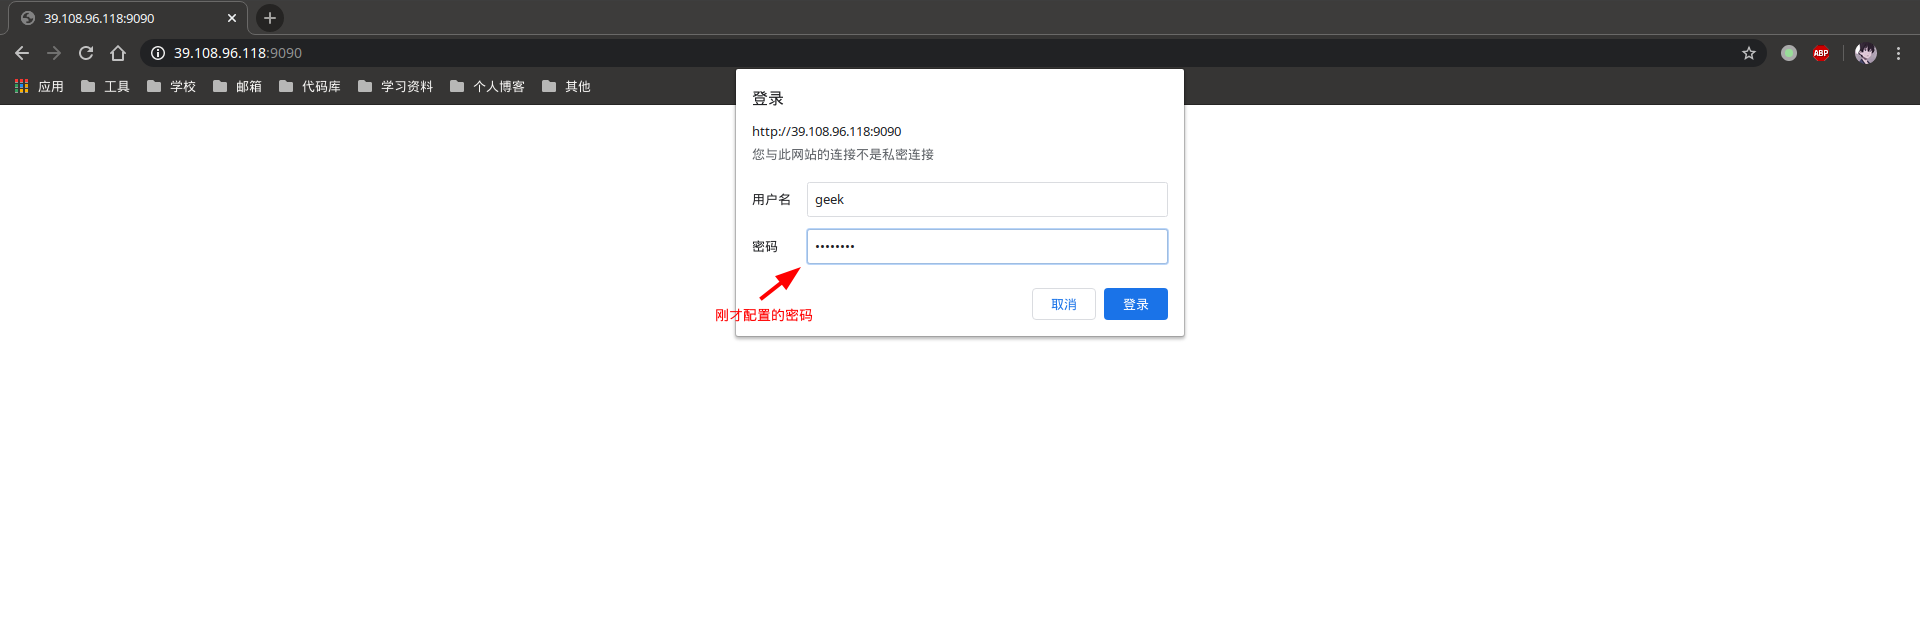 39.108.96.118:9090
39.108.96.118:9090
ABP
应用 工具 学校 邮箱 代码库 学习资料 个人博客 其他
登录
http://39.108.96.118:9090
您与此网站的连接不是私密连接
用户名 geek
密码 ••••••••
取消 登录
刚才配置的密码